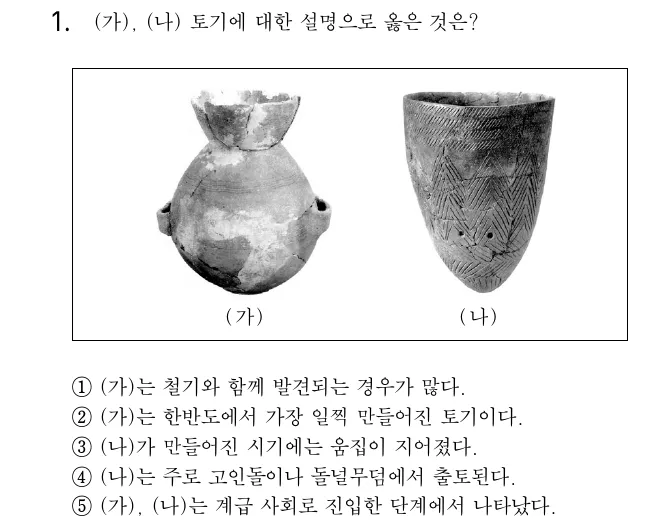 1. (가), (나) 토기에 대한 설명으로 옳은 것은?
(가) (나)
① (가)는 철기와 함께 발견되는 경우가 많다.
② (가)는 한반도에서 가장 일찍 만들어진 토기이다.
③ (나)가 만들어진 시기에는 움집이 지어졌다.
④ (나)는 주로 고인돌이나 돌널무덤에서 출토된다.
⑤ (가), (나)는 계급 사회로 진입한 단계에서 나타났다.